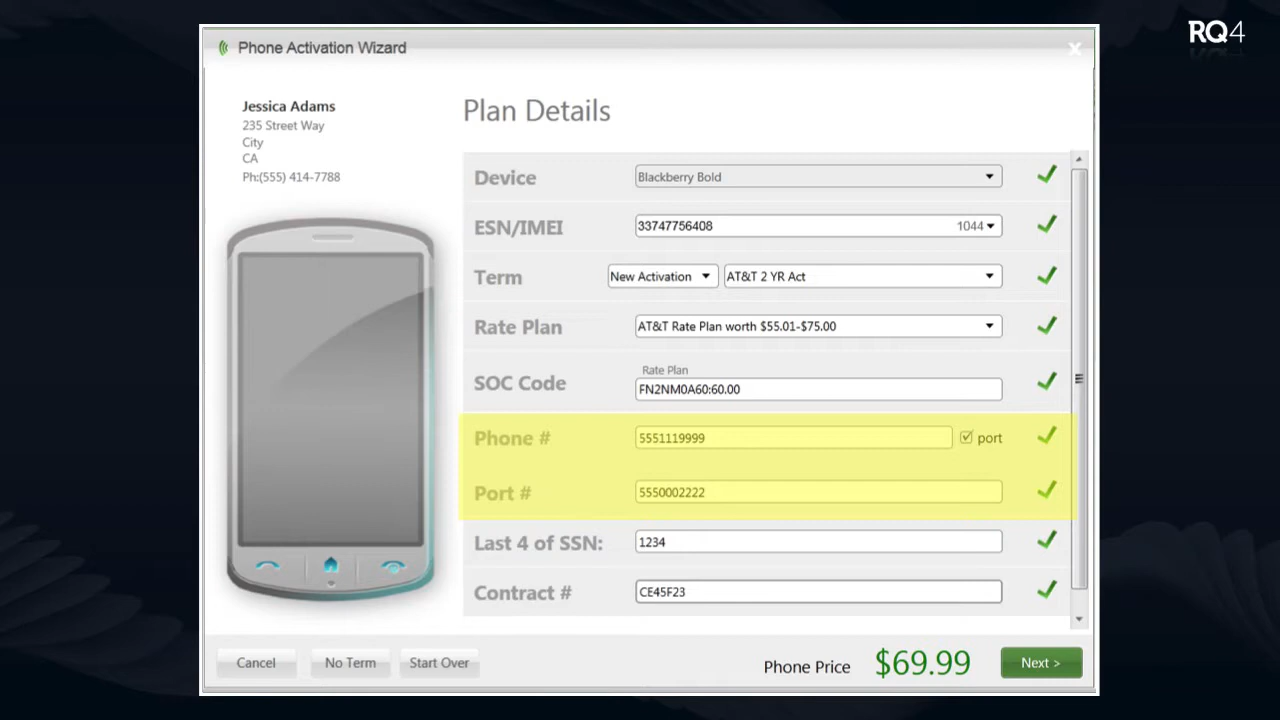 RQ4
Phone Activation Wizard
Jessica Adams
235 Street Way
City
CA
Ph:(555) 414-7788
Plan Details
Device Blackberry Bold
ESN/IMEI 33747756408 1044
Term New Activation AT&T 2 YR Act
Rate Plan AT&T Rate Plan worth $55.01-$75.00
Rate Plan
SOC Code FN2NM0A60:60.00
Phone # 5551119999 port
Port # 5550002222
Last 4 of SSN: 1234
Contract # CE45F23
Cancel No Term Start Over Phone Price $69.99 Next >